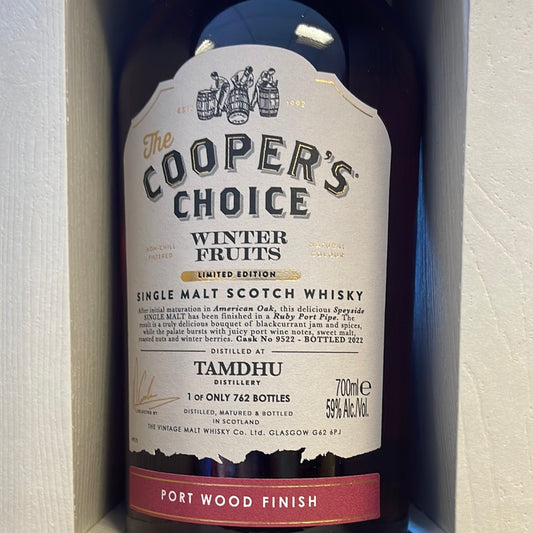 EST. 1992
The
COOPER'S
CHOICE
NON-CHILL
FILTERED
WINTER
FRUITS
NATURAL
COLOUR
LIMITED EDITION
SINGLE MALT SCOTCH WHISKY
After initial maturation in American Oak, this delicious Speyside
SINGLE MALT has been finished in a Ruby Port Pipe. The
result is a truly delicious bouquet of blackcurrant jam and spices,
while the palate bursts with juicy port wine notes, sweet malt,
roasted nuts and winter berries. Cask No 9522 - BOTTLED 2022
DISTILLED AT
TAMDHU
DISTILLERY
1 OF ONLY 762 BOTTLES
700ml e
59% Alc./Vol.
SELECTED BY
DISTILLED, MATURED & BOTTLED
IN SCOTLAND
THE VINTAGE MALT WHISKY Co. Ltd. GLASGOW G62 6PJ
PORT WOOD FINISH